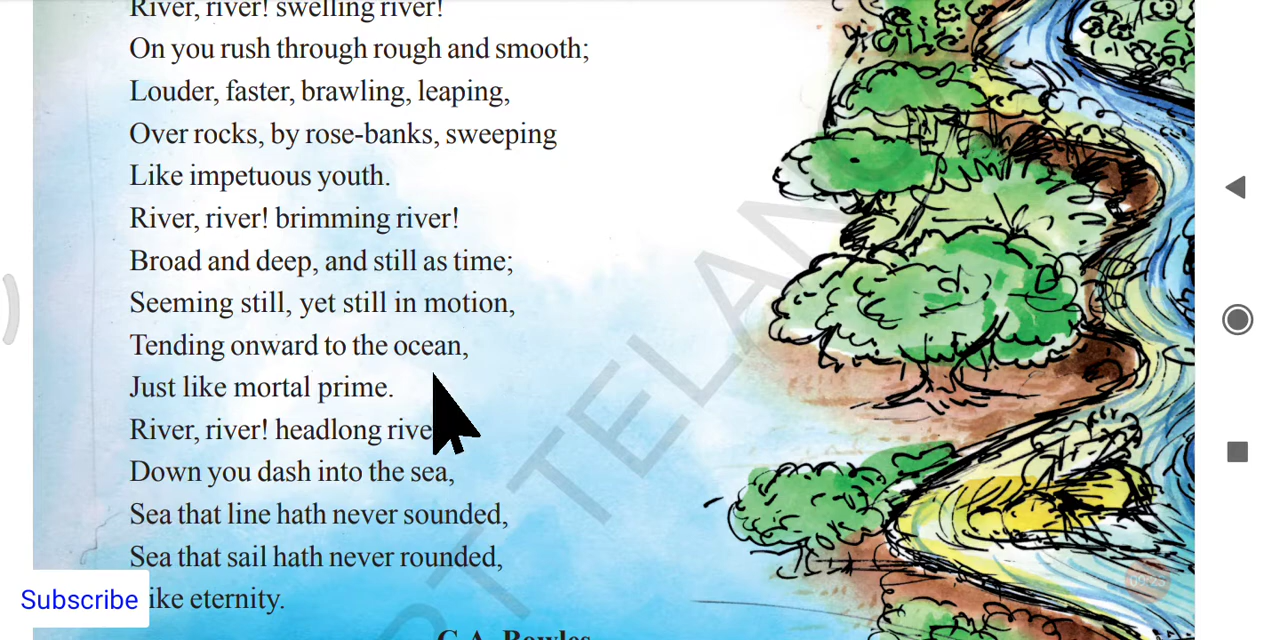 River, river! swelling river!
On you rush through rough and smooth;
Louder, faster, brawling, leaping,
Over rocks, by rose-banks, sweeping
Like impetuous youth.
River, river! brimming river!
Broad and deep, and still as time;
Seeming still, yet still in motion,
Tending onward to the ocean,
Just like mortal prime.
River, river! headlong rive
Down you dash into the sea,
Sea that line hath never sounded,
Sea that sail hath never rounded,
ike eternity.
Subscribe
C.A. Bowles
RT TELAN